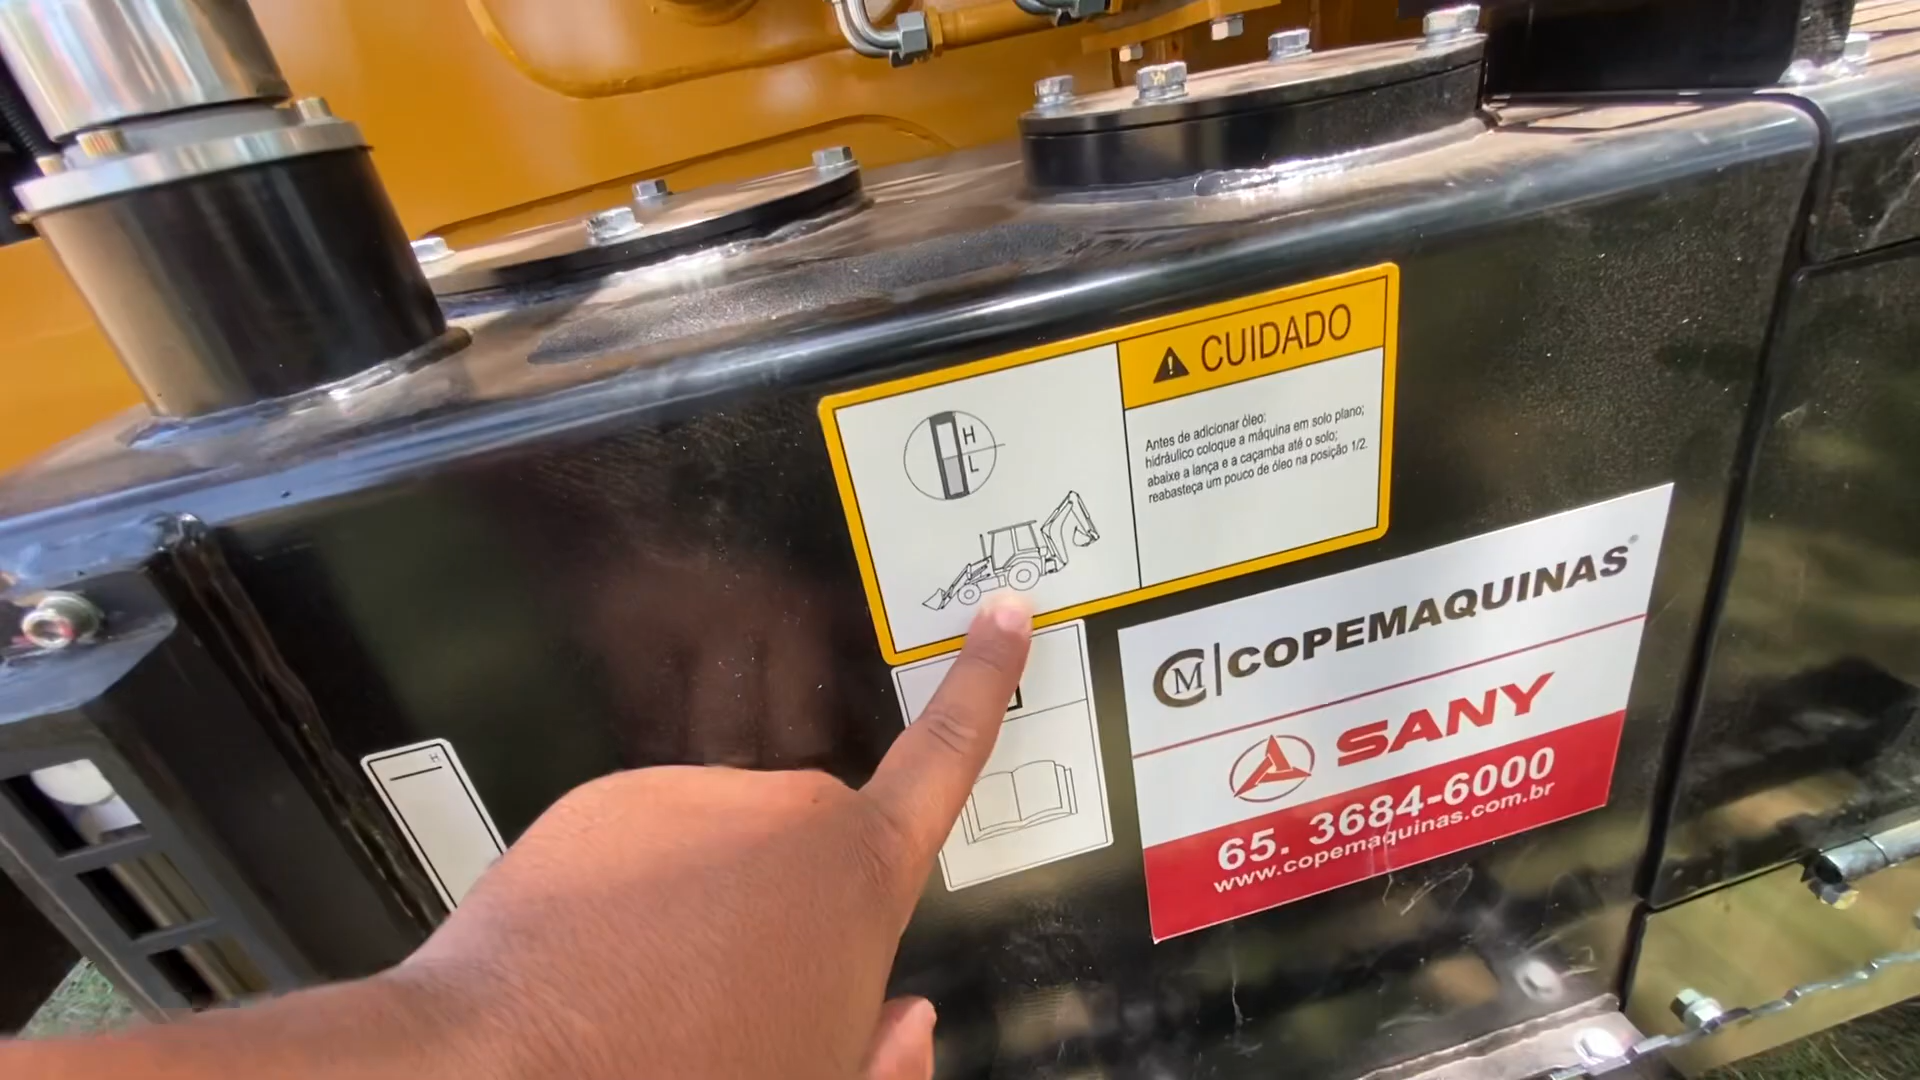 H
L
CUIDADO
Antes de adicionar óleo:
hidráulico coloque a máquina em solo plano;
abaixe a lança e a caçamba até o solo;
reabasteça um pouco de óleo na posição 1/2.
H
CM COPEMAQUINAS®
SANY
65. 3684-6000
www.copemaquinas.com.br